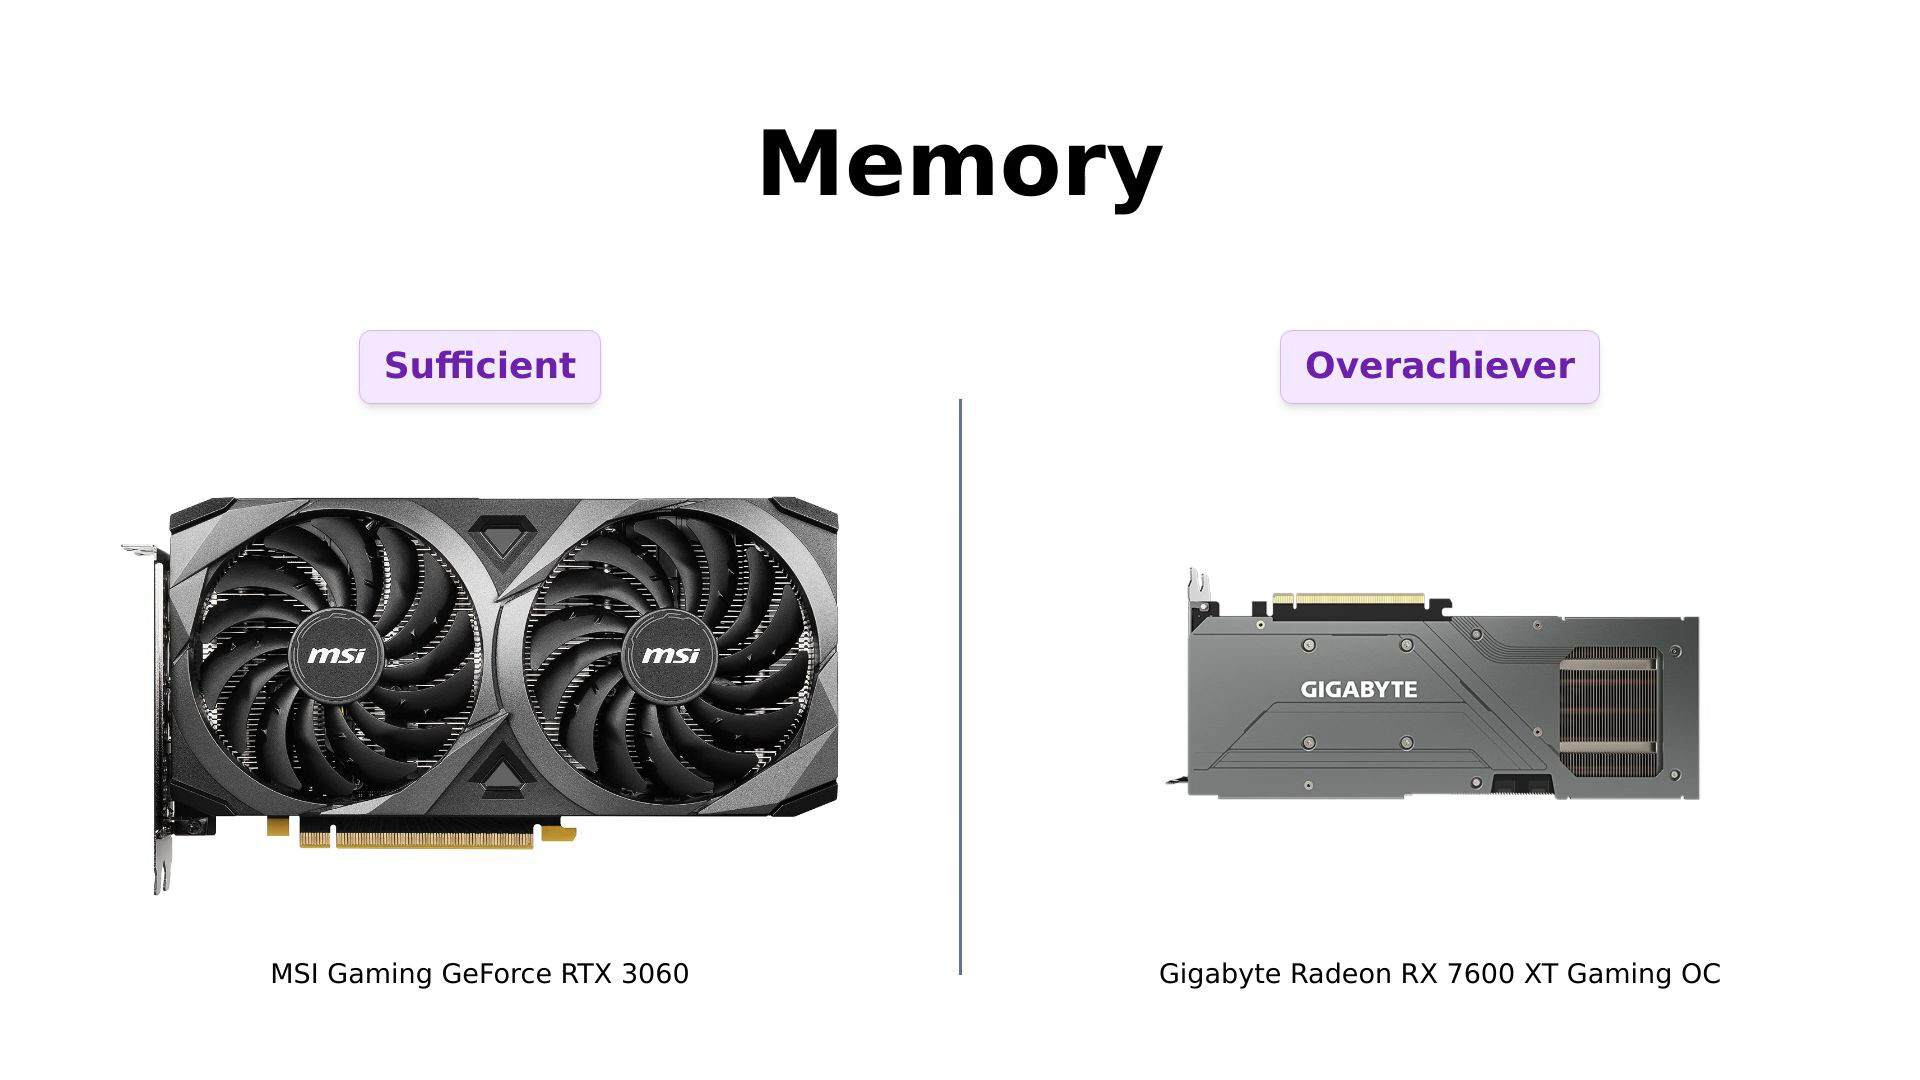 Memory
Sufficient
Overachiever
msi
msi
GIGABYTE
MSI Gaming GeForce RTX 3060
Gigabyte Radeon RX 7600 XT Gaming OC